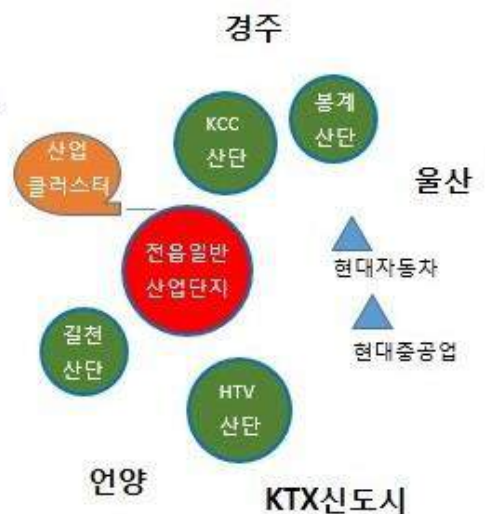 경주
봉계
산단
KCC
산단
산업
클러스터
울산
전읍일반
산업단지
현대자동차
길천
산단
현대중공업
HTV
산단
언양
KTX신도시